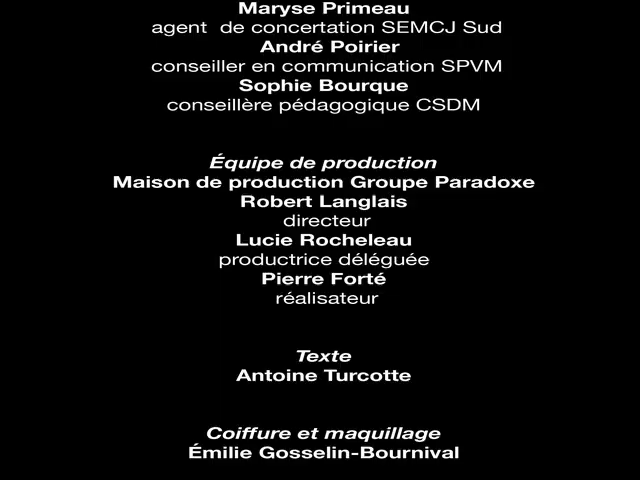 Maryse Primeau
agent de concertation SEMCJ Sud
André Poirier
conseiller en communication SPVM
Sophie Bourque
conseillère pédagogique CSDM
Équipe de production
Maison de production Groupe Paradoxe
Robert Langlais
directeur
Lucie Rocheleau
productrice déléguée
Pierre Forté
réalisateur
Texte
Antoine Turcotte
Coiffure et maquillage
Émilie Gosselin-Bournival